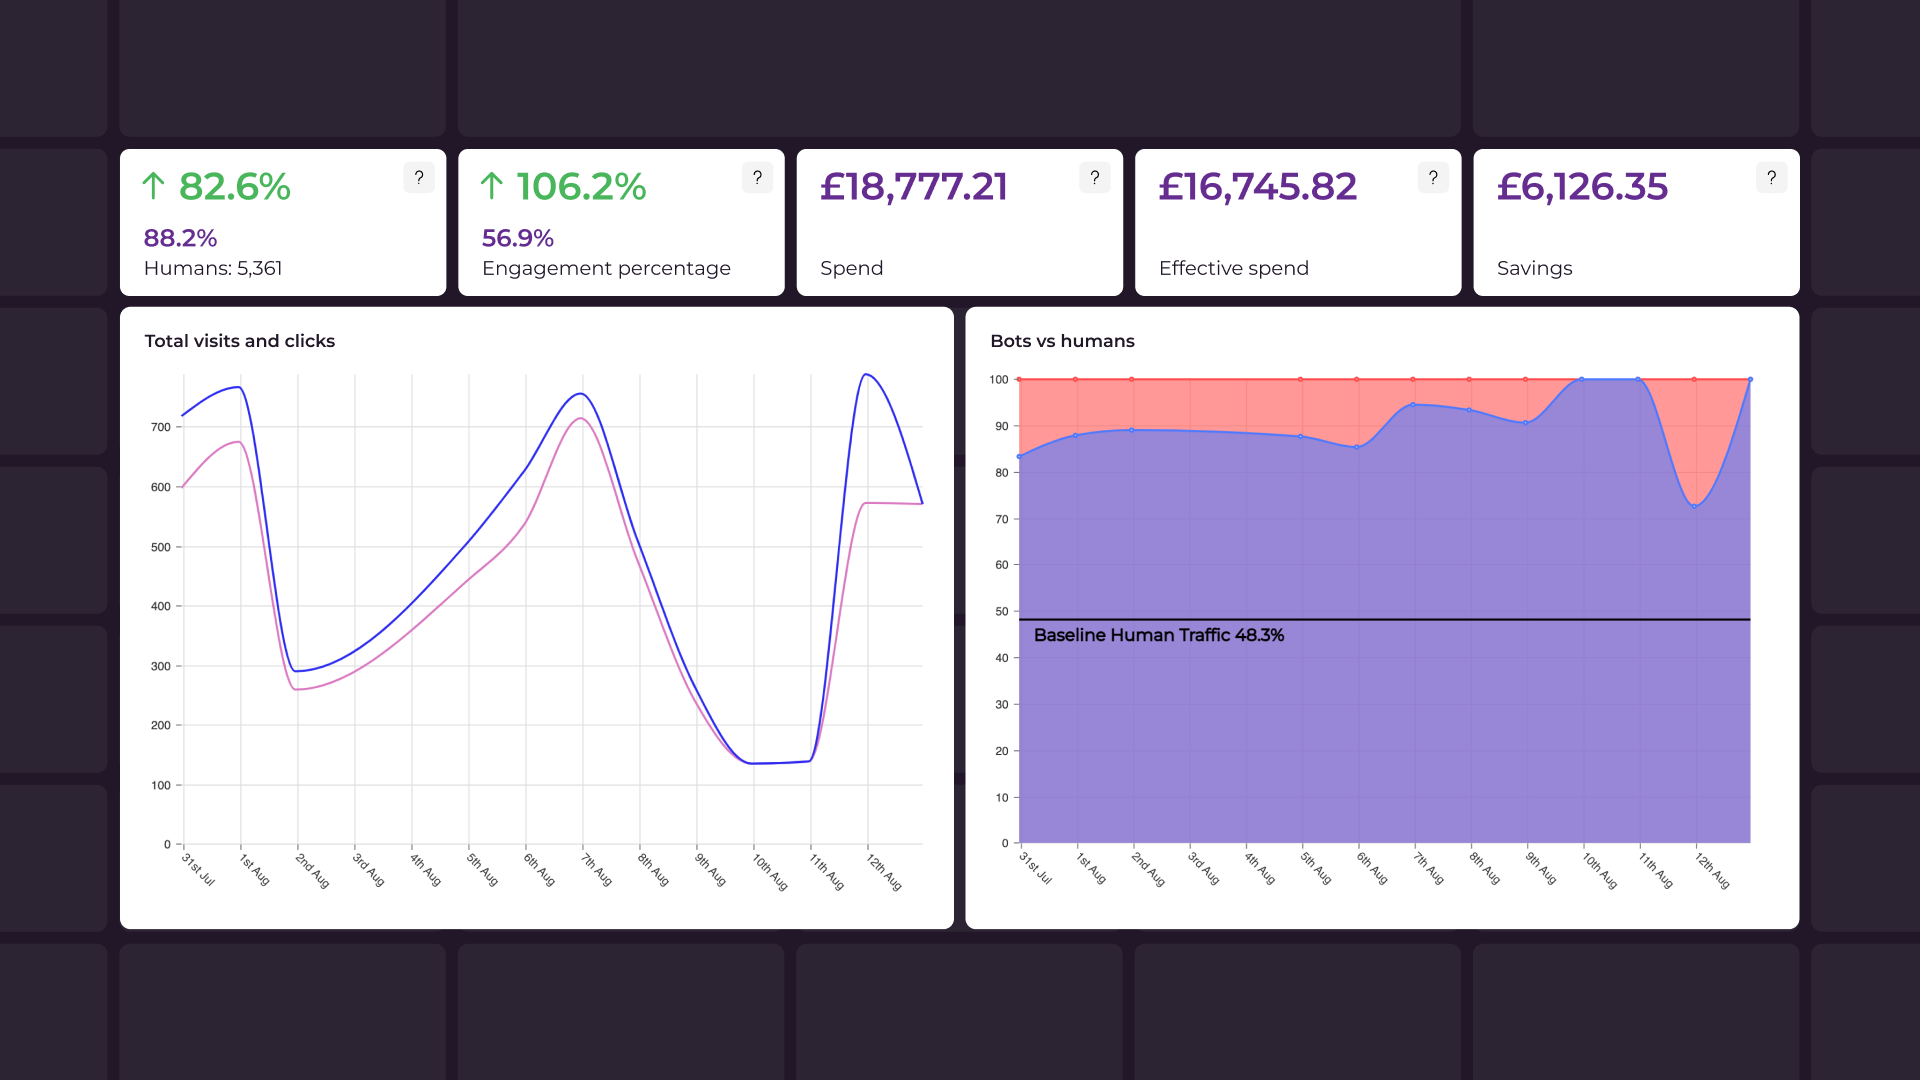 ↑ 82.6%
?
88.2%
Humans: 5,361
↑ 106.2%
?
56.9%
Engagement percentage
£18,777.21
?
Spend
£16,745.82
?
Effective spend
£6,126.35
?
Savings
Total visits and clicks
700
600
500
400
300
200
100
0
31st Jul
1st Aug
2nd Aug
3rd Aug
4th Aug
5th Aug
6th Aug
7th Aug
8th Aug
9th Aug
10th Aug
11th Aug
12th Aug
Bots vs humans
100
90
80
70
60
50
Baseline Human Traffic 48.3%
40
30
20
10
0
31st Jul
1st Aug
2nd Aug
3rd Aug
4th Aug
5th Aug
6th Aug
7th Aug
8th Aug
9th Aug
10th Aug
11th Aug
12th Aug